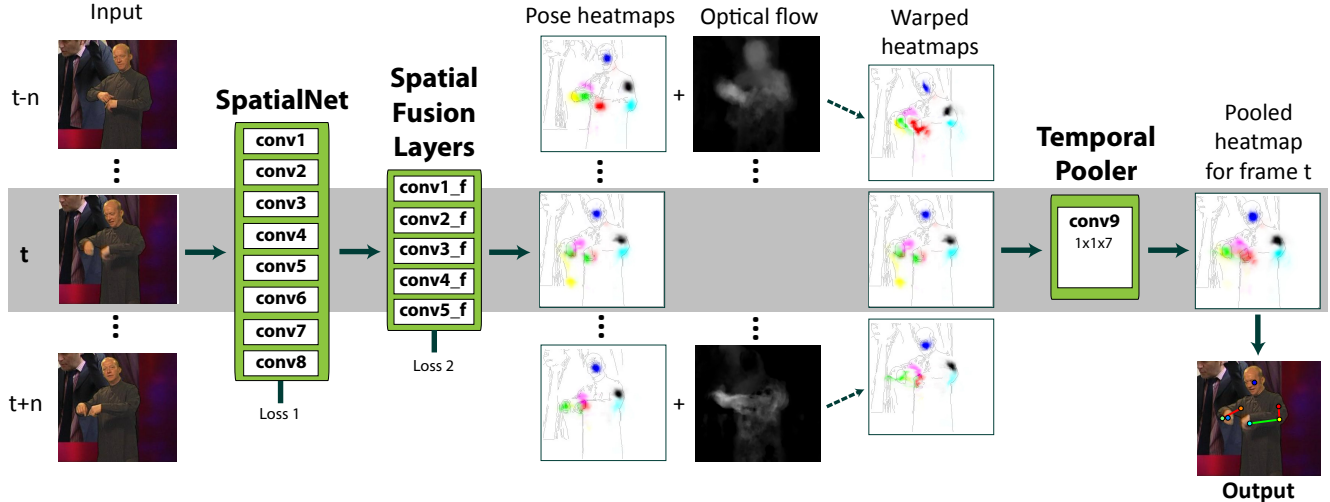 Input
t-n
t
t+n
SpatialNet
conv1
conv2
conv3
conv4
conv5
conv6
conv7
conv8
Loss 1
Spatial
Fusion
Layers
conv1_f
conv2_f
conv3_f
conv4_f
conv5_f
Loss 2
Pose heatmaps
+
+
Optical flow
Warped
heatmaps
Temporal
Pooler
conv9
1x1x7
Pooled
heatmap
for frame t
Output